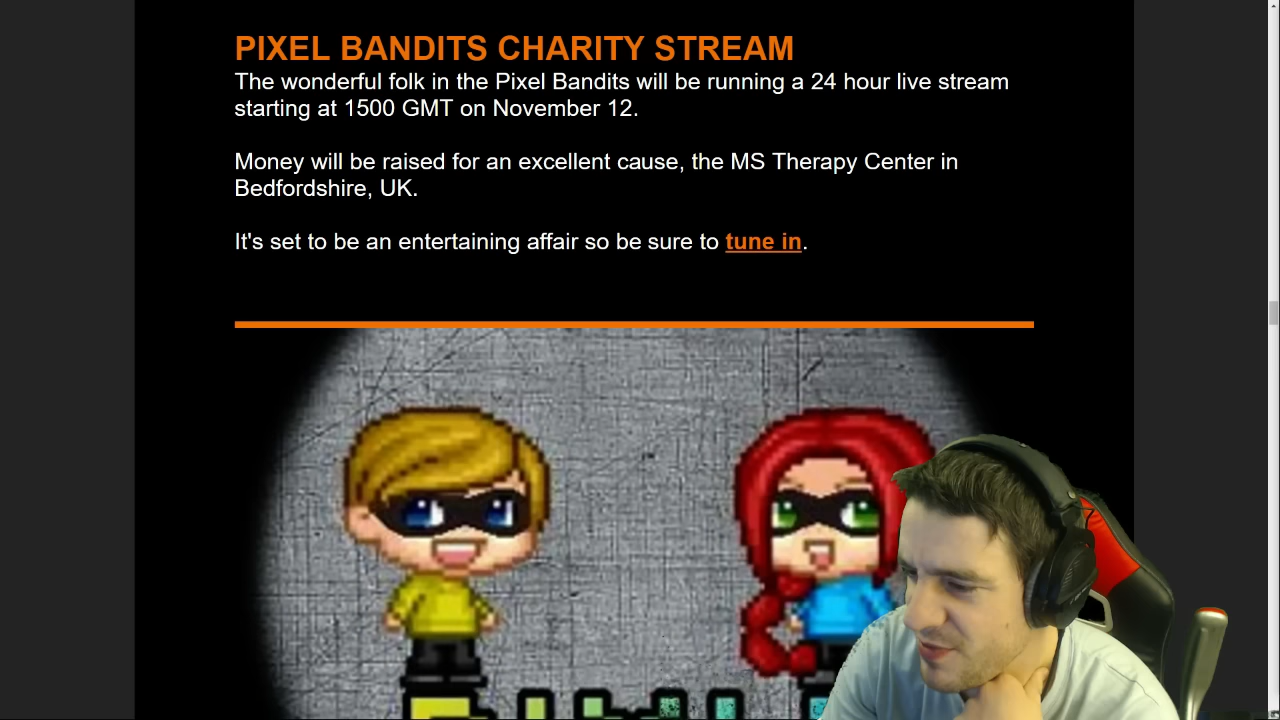 PIXEL BANDITS CHARITY STREAM
The wonderful folk in the Pixel Bandits will be running a 24 hour live stream
starting at 1500 GMT on November 12.
Money will be raised for an excellent cause, the MS Therapy Center in
Bedfordshire, UK.
It's set to be an entertaining affair so be sure to tune in.